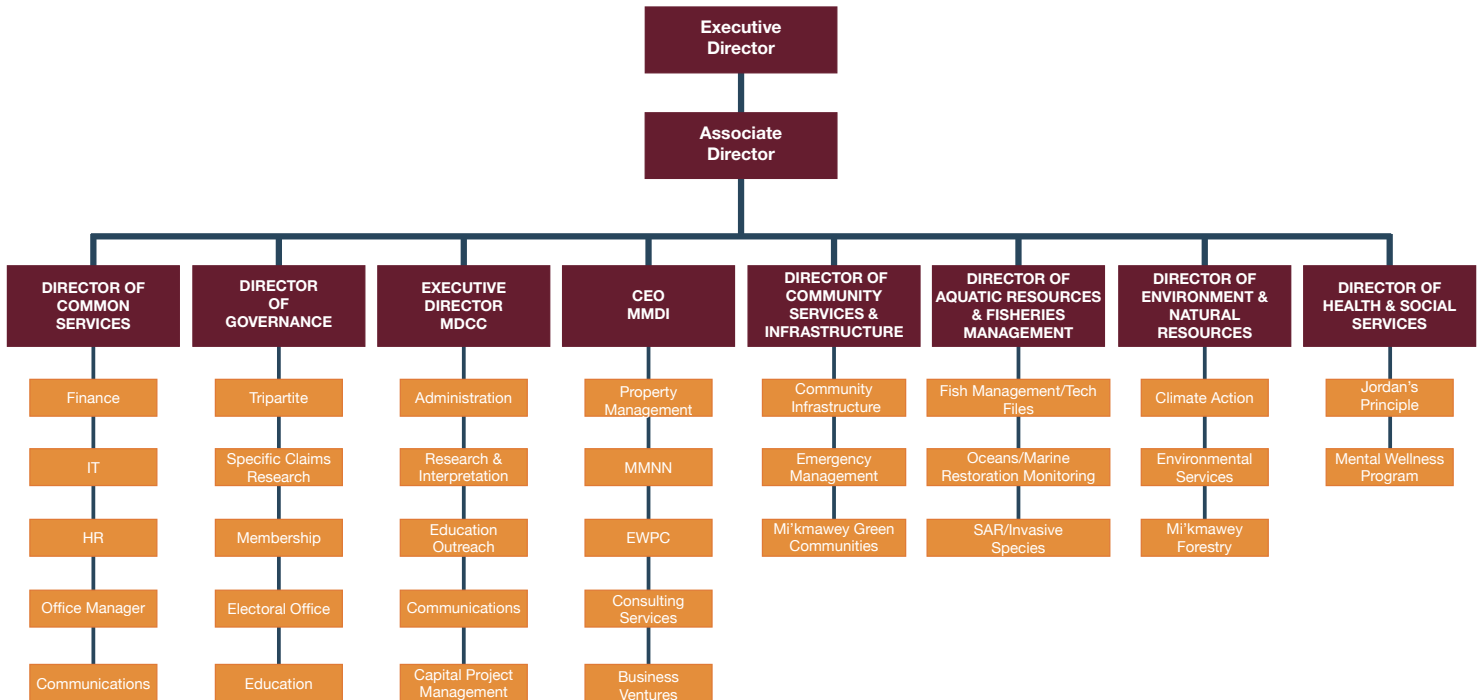 Executive
Director
Associate
Director
DIRECTOR OF
COMMON
SERVICES
DIRECTOR
OF
GOVERNANCE
EXECUTIVE
DIRECTOR
MDCC
CEO
MMDI
DIRECTOR OF
COMMUNITY
SERVICES &
INFRASTRUCTURE
DIRECTOR OF
AQUATIC RESOURCES
& FISHERIES
MANAGEMENT
DIRECTOR OF
ENVIRONMENT &
NATURAL
RESOURCES
DIRECTOR OF
HEALTH & SOCIAL
SERVICES
Finance
IT
HR
Office Manager
Communications
Tripartite
Specific Claims
Research
Membership
Electoral Office
Education
Administration
Research &
Interpretation
Education
Outreach
Communications
Capital Project
Management
Property
Management
MMNN
EWPC
Consulting
Services
Business
Ventures
Community
Infrastructure
Emergency
Management
Mi'kmawey Green
Communities
Fish Management/Tech
Files
Oceans/Marine
Restoration Monitoring
SAR/Invasive
Species
Climate Action
Environmental
Services
Mi'kmawey
Forestry
Jordan's
Principle
Mental Wellness
Program